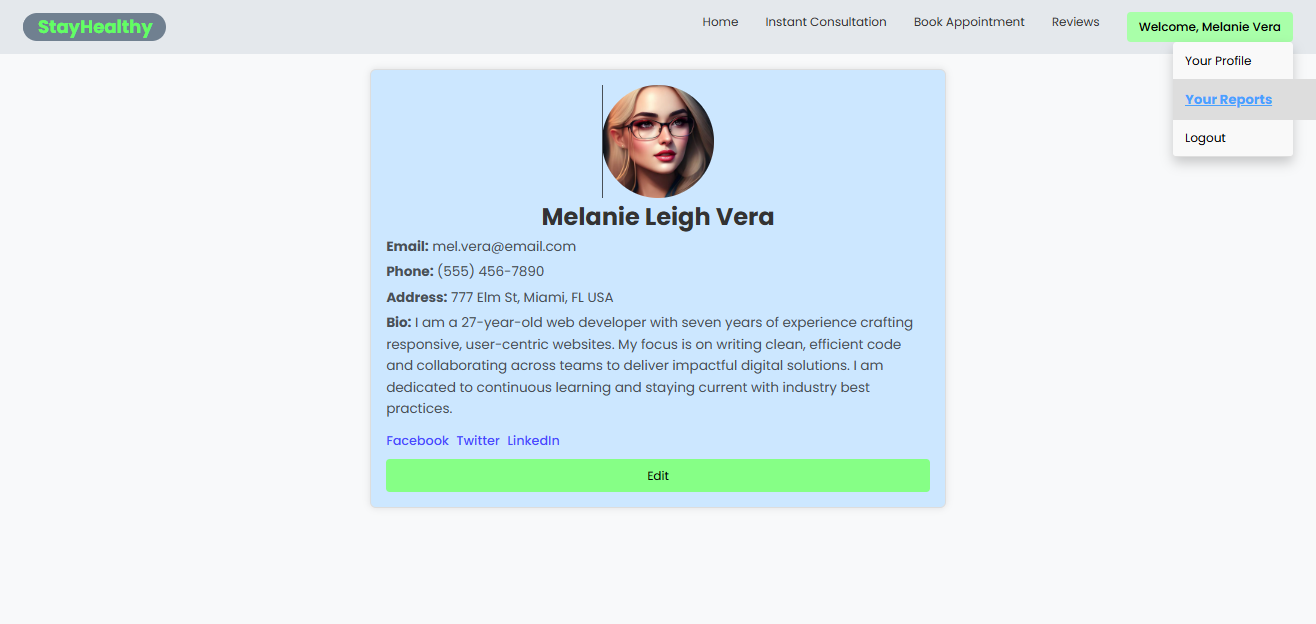 StayHealthy
Home Instant Consultation Book Appointment Reviews Welcome, Melanie Vera
Your Profile
Your Reports
Logout
Melanie Leigh Vera
Email: mel.vera@email.com
Phone: (555) 456-7890
Address: 777 Elm St, Miami, FL USA
Bio: I am a 27-year-old web developer with seven years of experience crafting
responsive, user-centric websites. My focus is on writing clean, efficient code
and collaborating across teams to deliver impactful digital solutions. I am
dedicated to continuous learning and staying current with industry best
practices.
Facebook Twitter LinkedIn
Edit